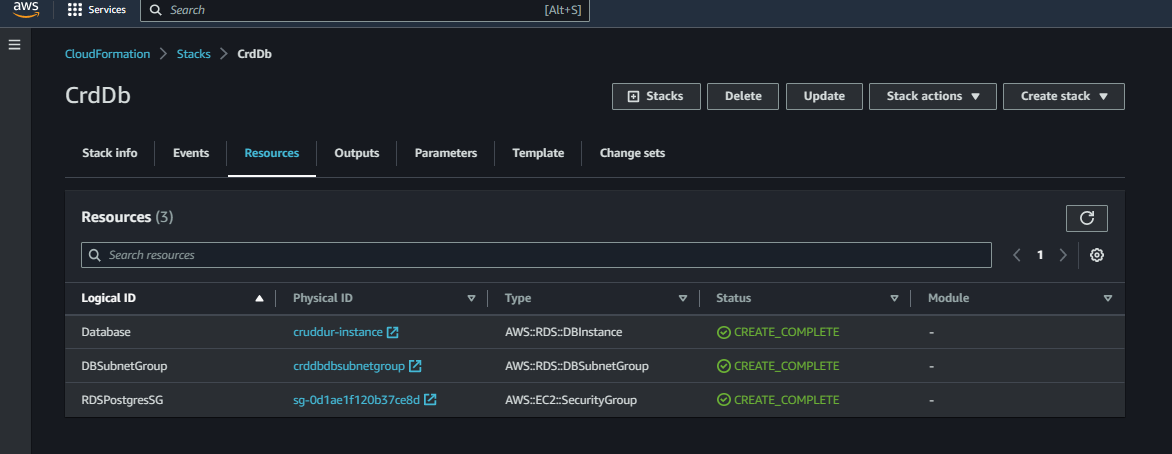 aws Services Search [Alt+S]
CloudFormation Stacks CrdDb
CrdDb Stacks Delete Update Stack actions Create stack
Stack info Events Resources Outputs Parameters Template Change sets
Resources (3)
Search resources 1
Logical ID Physical ID Type Status Module
Database cruddur-instance AWS::RDS::DBInstance CREATE_COMPLETE -
DBSubnetGroup crddbdbsubnetgroup AWS::RDS::DBSubnetGroup CREATE_COMPLETE -
RDSPostgresSG sg-0d1ae1f120b37ce8d AWS::EC2::SecurityGroup CREATE_COMPLETE -